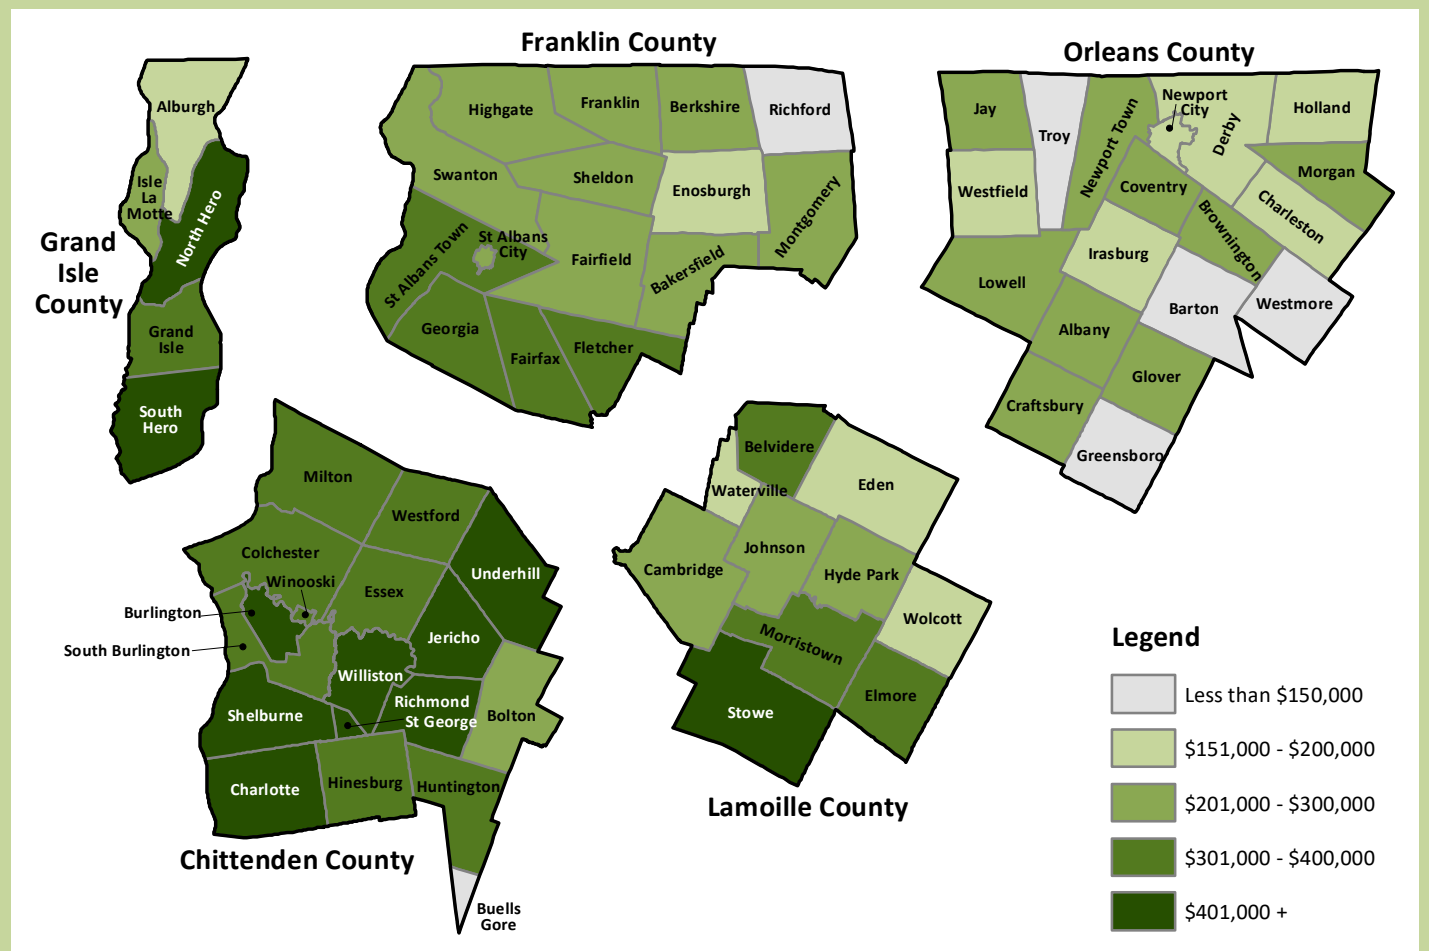 Franklin County
Orleans County
Grand
Isle
County
Alburgh
Isle
La
Motte
North Hero
Grand
Isle
South
Hero
Highgate
Franklin
Berkshire
Richford
Swanton
Sheldon
Enosburgh
Montgomery
St Albans Town
St Albans
City
Fairfield
Bakersfield
Georgia
Fairfax
Fletcher
Jay
Troy
Newport Town
Newport
City
Derby
Holland
Westfield
Coventry
Morgan
Brownington
Charleston
Irasburg
Lowell
Barton
Westmore
Albany
Glover
Craftsbury
Greensboro
Milton
Westford
Colchester
Winooski
Essex
Underhill
Burlington
South Burlington
Jericho
Williston
Richmond
St George
Shelburne
Bolton
Charlotte
Hinesburg
Huntington
Buells
Gore
Chittenden County
Belvidere
Waterville
Eden
Cambridge
Johnson
Hyde Park
Wolcott
Morristown
Elmore
Stowe
Lamoille County
Legend
Less than $150,000
$151,000 - $200,000
$201,000 - $300,000
$301,000 - $400,000
$401,000 +